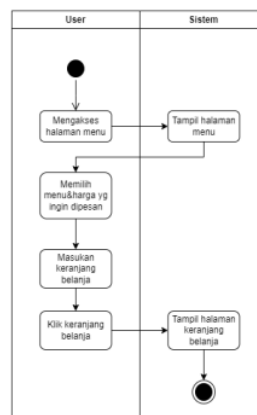 User
Sistem
Mengakses
halaman menu
Tampil halaman
menu
Memilih
menu&harga yg
ingin dipesan
Masukan
keranjang
belanja
Klik keranjang
belanja
Tampil halaman
keranjang
belanja